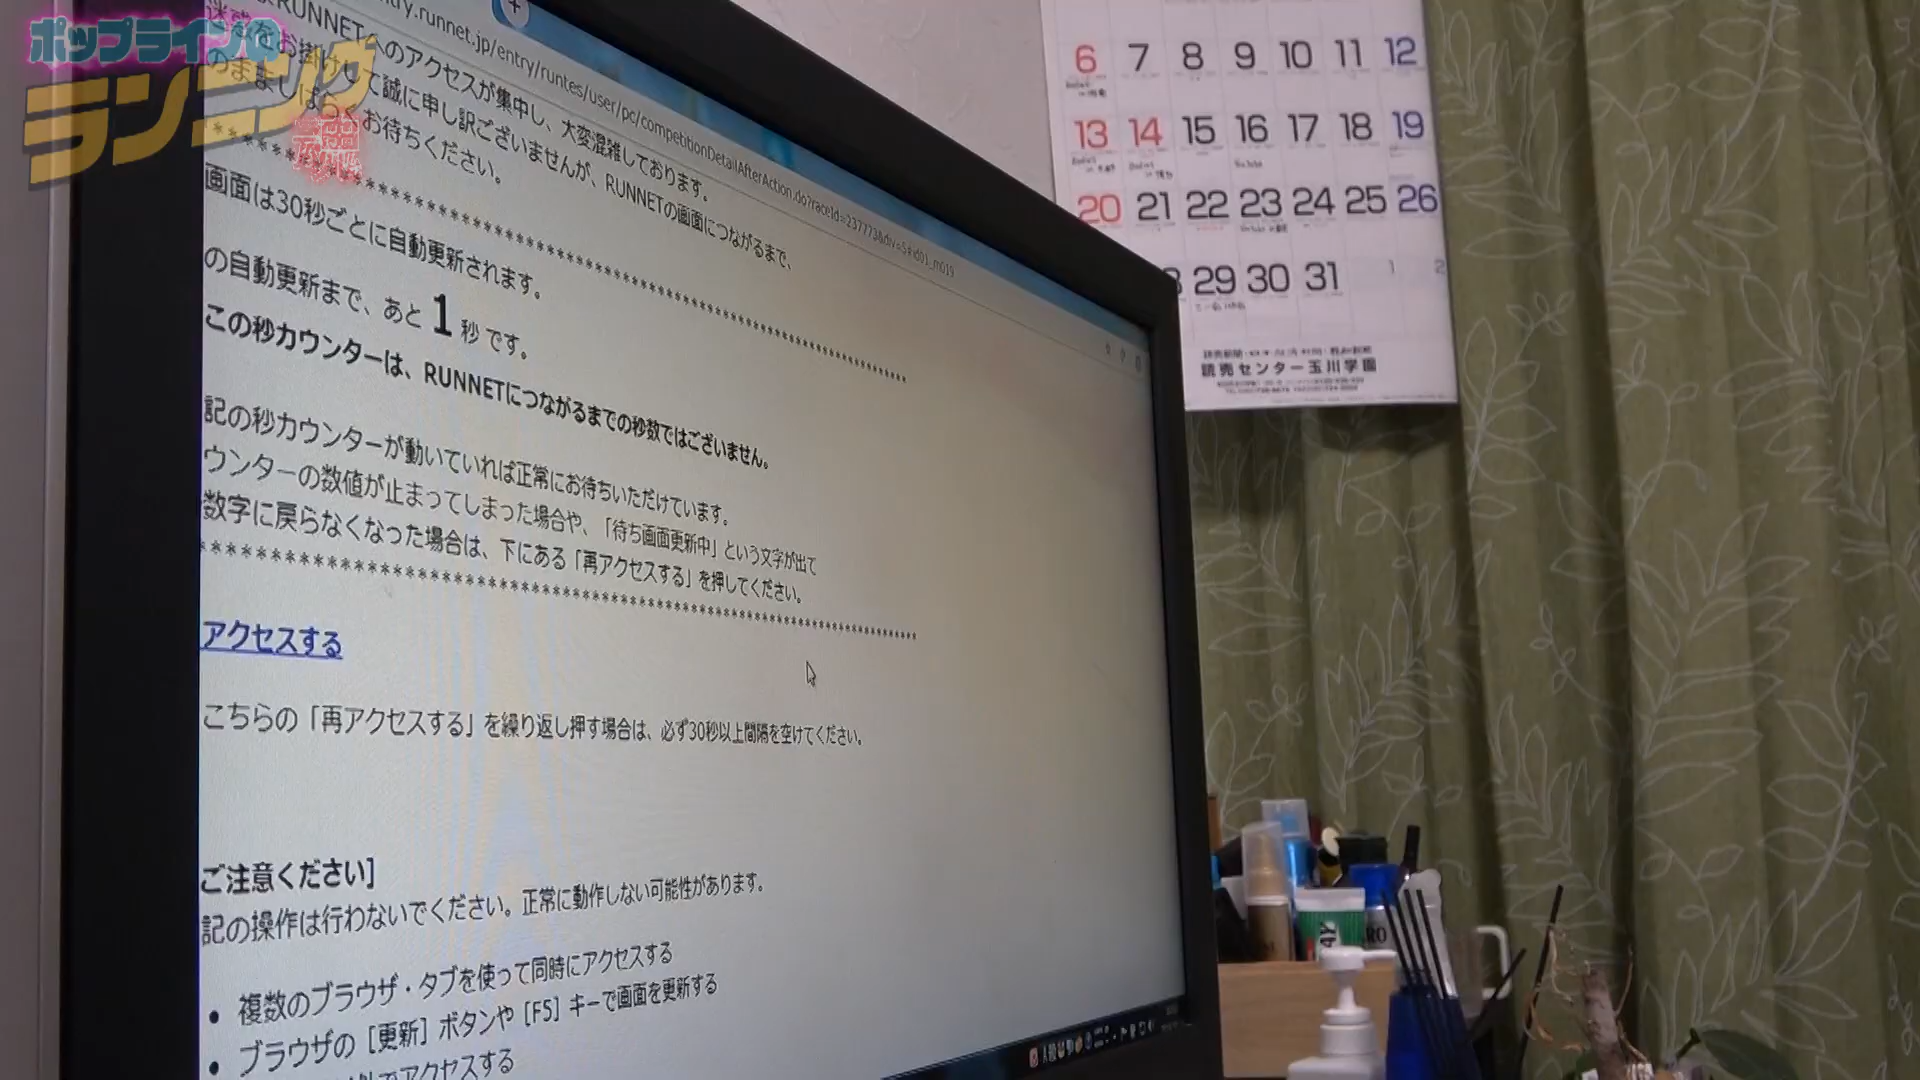 ポップライン的
ランニング
dy.runnet.jp/entry/runtes/user/pc/competitionDetailAfterAction.do?raceId=237773&div=5#id01_m019
RUNNETへのアクセスが集中し、大変混雑しております。
迷惑をお掛けして誠に申し訳ございませんが、RUNNETの画面につながるまで、
のまましばらくお待ちください。
画面は30秒ごとに自動更新されます。
の自動更新まで、あと 1 秒 です。
この秒カウンターは、RUNNETにつながるまでの秒数ではございません。
記の秒カウンターが動いていれば正常にお待ちいただけています。
ウンターの数値が止まってしまった場合や、「待ち画面更新中」という文字が出て
数字に戻らなくなった場合は、下にある「再アクセスする」を押してください。
アクセスする
こちらの「再アクセスする」を繰り返し押す場合は、必ず30秒以上間隔を空けてください。
ご注意ください]
記の操作は行わないでください。正常に動作しない可能性があります。
• 複数のブラウザ・タブを使って同時にアクセスする
• ブラウザの [更新] ボタンや [F5] キーで画面を更新する
アクセスする
6 7 8 9 10 11 12
13 14 15 16 17 18 19
20 21 22 23 24 25 26
29 30 31 1 2
読売センター玉川学園